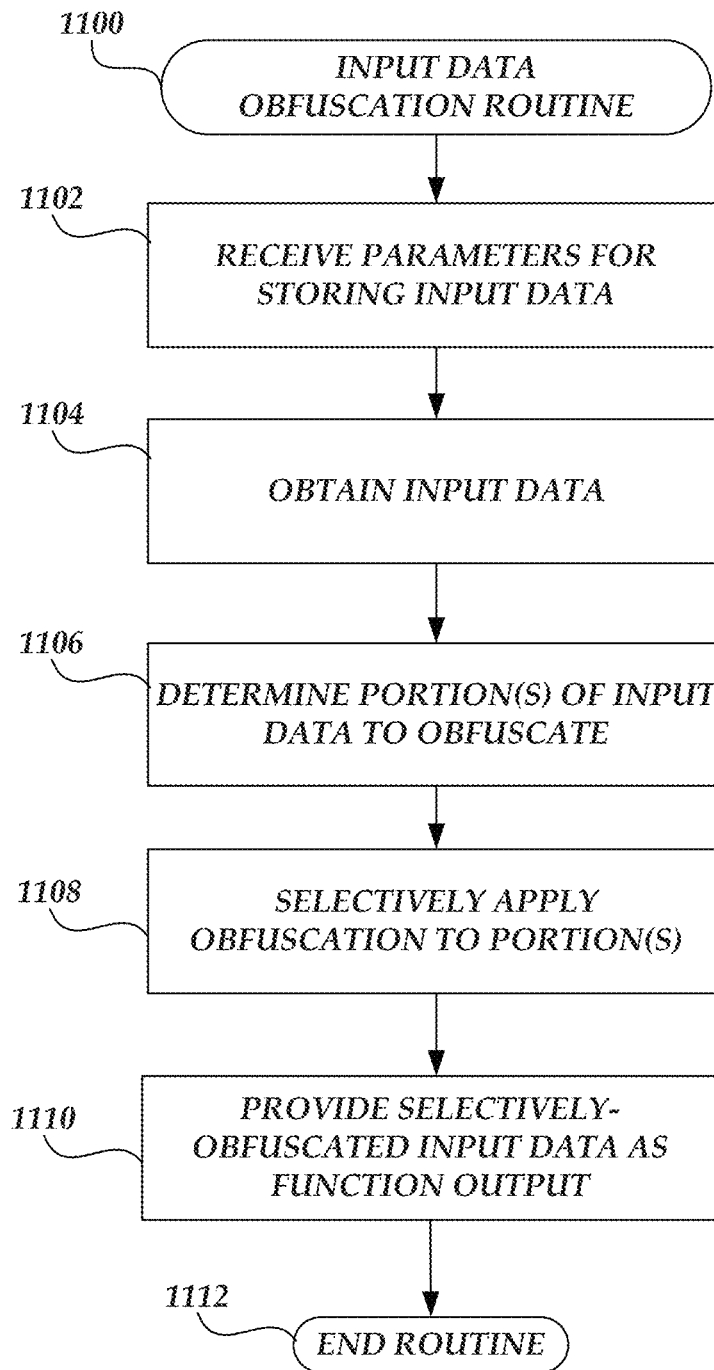 1100
INPUT DATA
OBFUSCATION ROUTINE
1102
RECEIVE PARAMETERS FOR
STORING INPUT DATA
1104
OBTAIN INPUT DATA
1106
DETERMINE PORTION(S) OF INPUT
DATA TO OBFUSCATE
1108
SELECTIVELY APPLY
OBFUSCATION TO PORTION(S)
1110
PROVIDE SELECTIVELY-
OBFUSCATED INPUT DATA AS
FUNCTION OUTPUT
1112
END ROUTINE